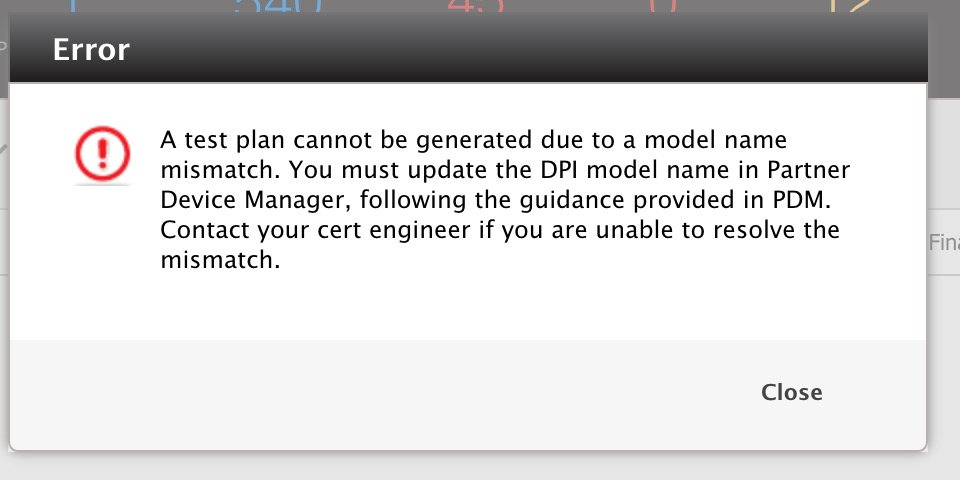 Error
A test plan cannot be generated due to a model name
mismatch. You must update the DPI model name in Partner
Device Manager, following the guidance provided in PDM.
Contact your cert engineer if you are unable to resolve the
mismatch.
Close